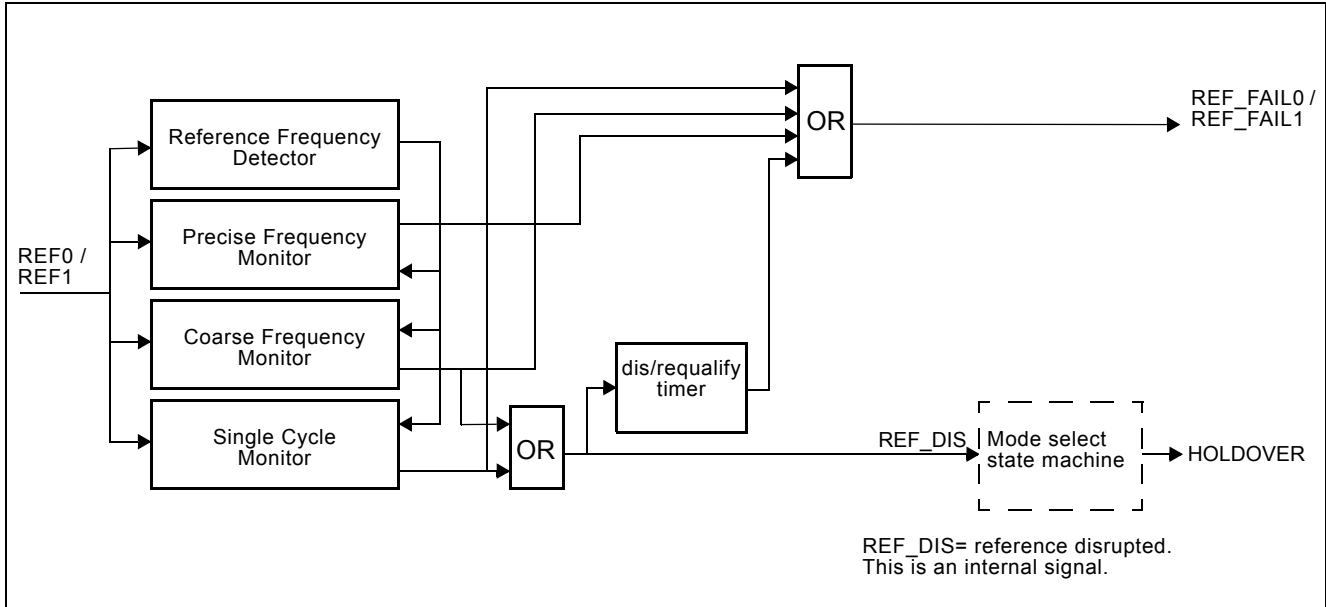 Reference Frequency
Detector
Precise Frequency
Monitor
Coarse Frequency
Monitor
Single Cycle
Monitor
REF0 /
REF1
OR
REF_FAIL0 /
REF_FAIL1
dis/requalify
timer
OR
REF_DIS
Mode select
state machine
HOLDOVER
REF_DIS= reference disrupted.
This is an internal signal.